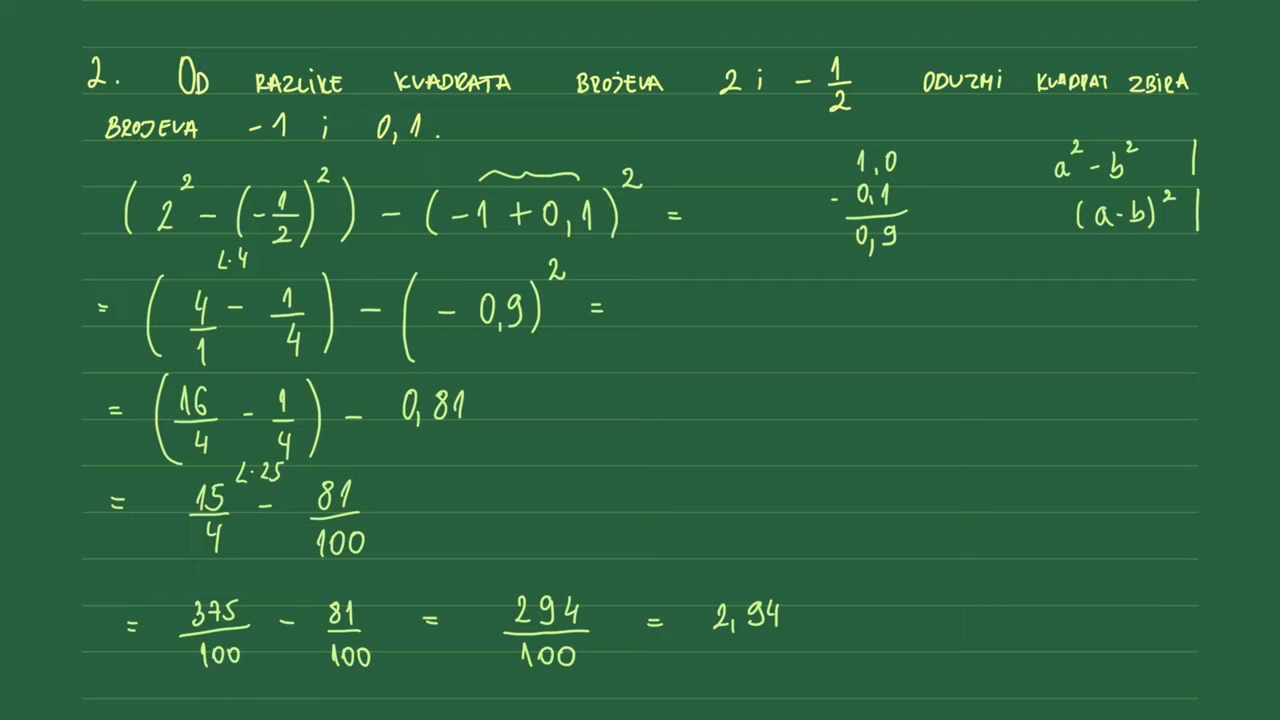 2. OD RAZLIKE KVADRATA BROJEVA 2 i -1/2 ODUZMI KVADRAT ZBIRA
BROJEVA -1 i 0,1.
(2² - (-1/2)²) - (-1 + 0,1)² =
1,0
- 0,1
0,9
a² - b² |
(a-b)² |
∠·4
= (4/1 - 1/4) - (- 0,9)² =
= (16/4 - 1/4) - 0,81
∠·25
= 15/4 - 81/100
= 375/100 - 81/100 = 294/100 = 2,94